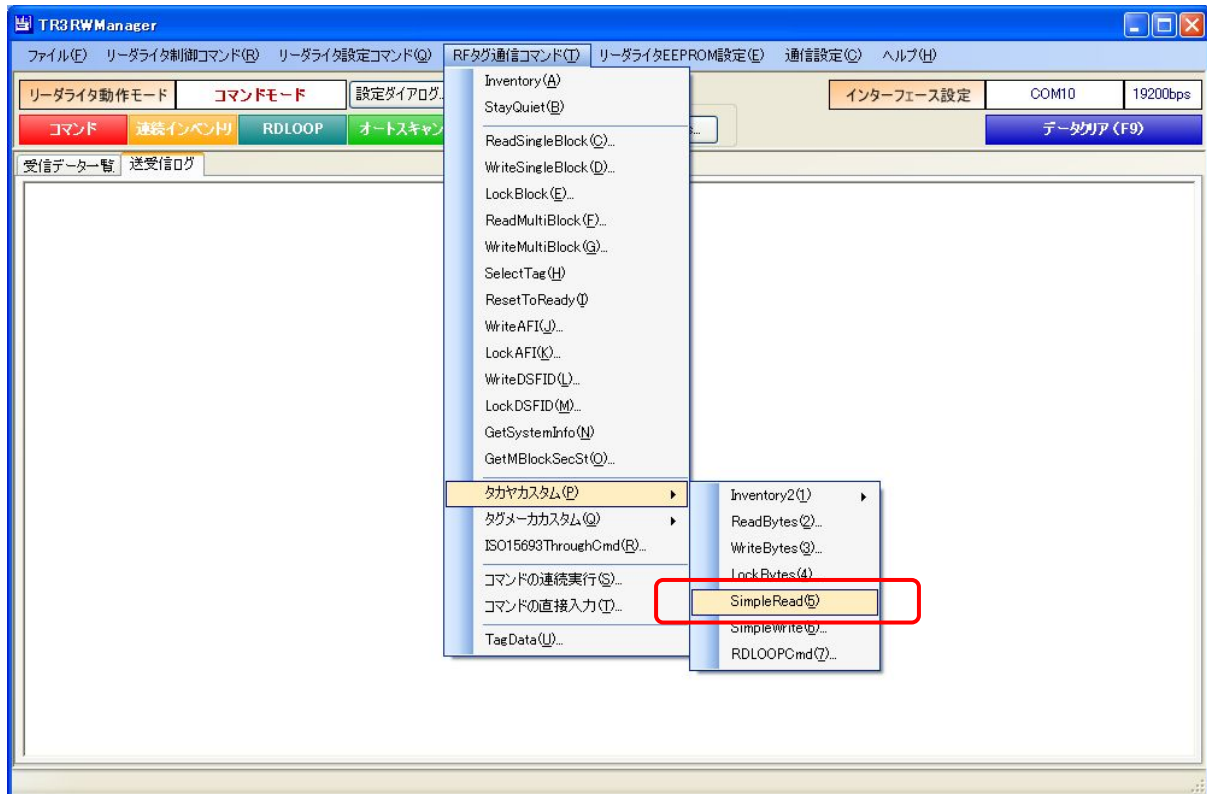 TR3RWManager
ファイル(F) リーダライタ制御コマンド(R) リーダライタ設定コマンド(Q) RFタグ通信コマンド(T) リーダライタEEPROM設定(E) 通信設定(C) ヘルプ(H)
リーダライタ動作モード コマンドモード 設定ダイアログ... インターフェース設定 COM10 19200bps
コマンド 連続インベントリ RDLOOP オートスキャン データクリア(F9)
受信データ一覧 送受信ログ
Inventory(A)
StayQuiet(B)
ReadSingleBlock(C)...
WriteSingleBlock(D)...
LockBlock(E)...
ReadMultiBlock(F)...
WriteMultiBlock(G)...
SelectTag(H)
ResetToReady(I)
WriteAFI(J)...
LockAFI(K)...
WriteDSFID(L)...
LockDSFID(M)...
GetSystemInfo(N)
GetMBlockSecSt(O)...
タカヤカスタム(P)
タグメーカカスタム(Q)
ISO15693ThroughCmd(R)...
コマンドの連続実行(S)...
コマンドの直接入力(T)...
TagData(U)...
Inventory2(1)
ReadBytes(2)...
WriteBytes(3)...
LockBytes(4)
SimpleRead(5)
SimpleWrite(6)...
RDLOOPCmd(7)...